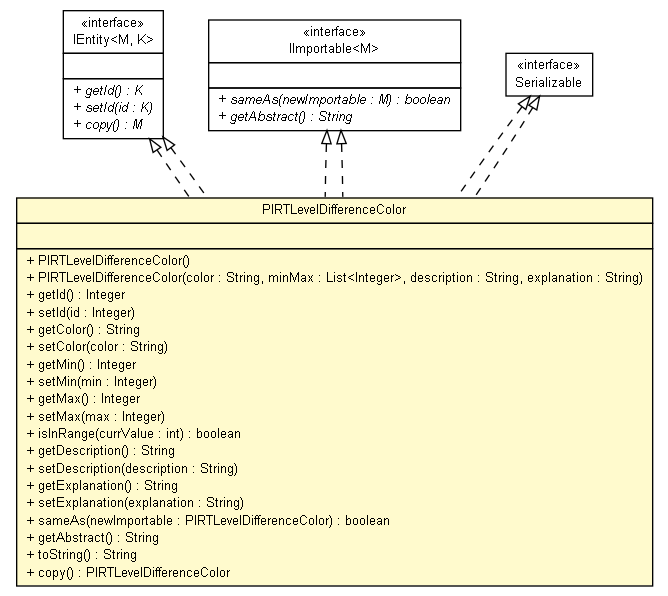 «interface»
IEntity<M, K>
+ getId() : K
+ setId(id : K)
+ copy() : M
«interface»
IImportable<M>
+ sameAs(newImportable : M) : boolean
+ getAbstract() : String
«interface»
Serializable
PIRTLevelDifferenceColor
+ PIRTLevelDifferenceColor()
+ PIRTLevelDifferenceColor(color : String, minMax : List<Integer>, description : String, explanation : String)
+ getId() : Integer
+ setId(id : Integer)
+ getColor() : String
+ setColor(color : String)
+ getMin() : Integer
+ setMin(min : Integer)
+ getMax() : Integer
+ setMax(max : Integer)
+ isInRange(currValue : int) : boolean
+ getDescription() : String
+ setDescription(description : String)
+ getExplanation() : String
+ setExplanation(explanation : String)
+ sameAs(newImportable : PIRTLevelDifferenceColor) : boolean
+ getAbstract() : String
+ toString() : String
+ copy() : PIRTLevelDifferenceColor